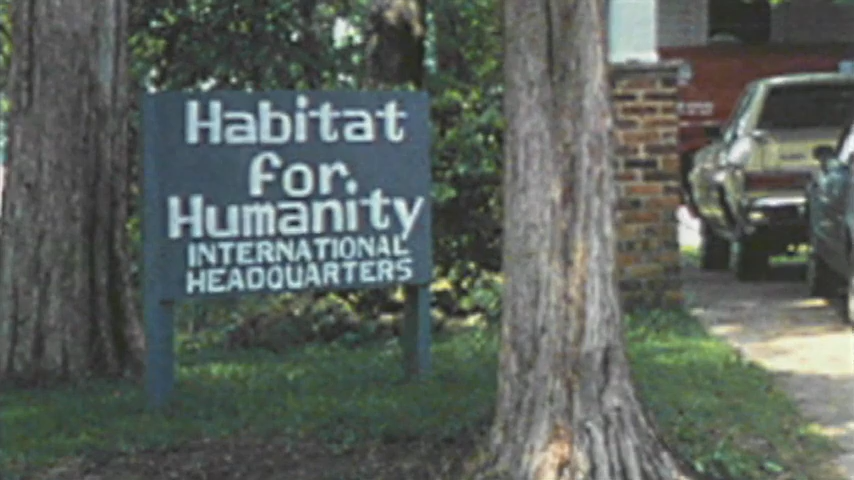 Habitat
for
Humanity
INTERNATIONAL
HEADQUARTERS